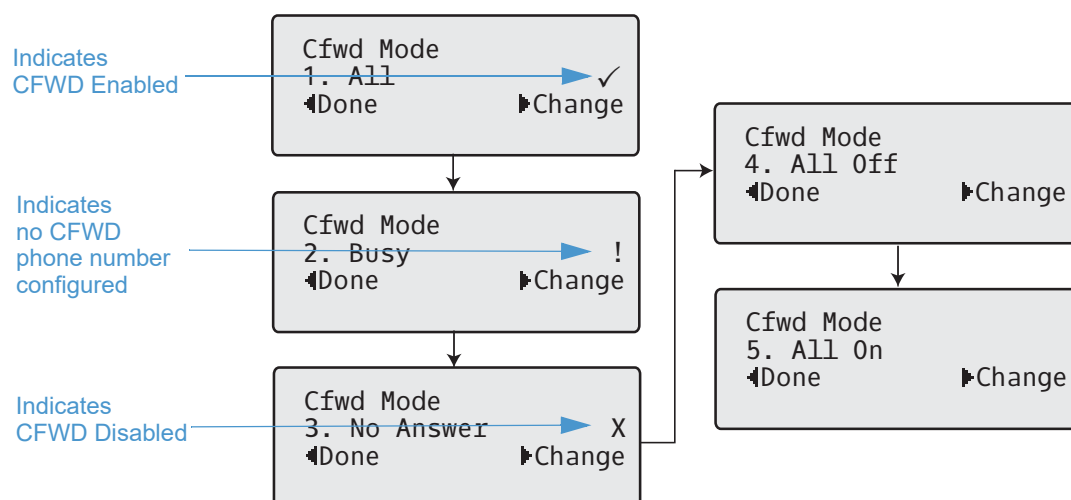 Indicates
CFWD Enabled
Cfwd Mode
1. All ✓
◀Done ▶Change
Indicates
no CFWD
phone number
configured
Cfwd Mode
2. Busy !
◀Done ▶Change
Indicates
CFWD Disabled
Cfwd Mode
3. No Answer X
◀Done ▶Change
Cfwd Mode
4. All Off
◀Done ▶Change
Cfwd Mode
5. All On
◀Done ▶Change